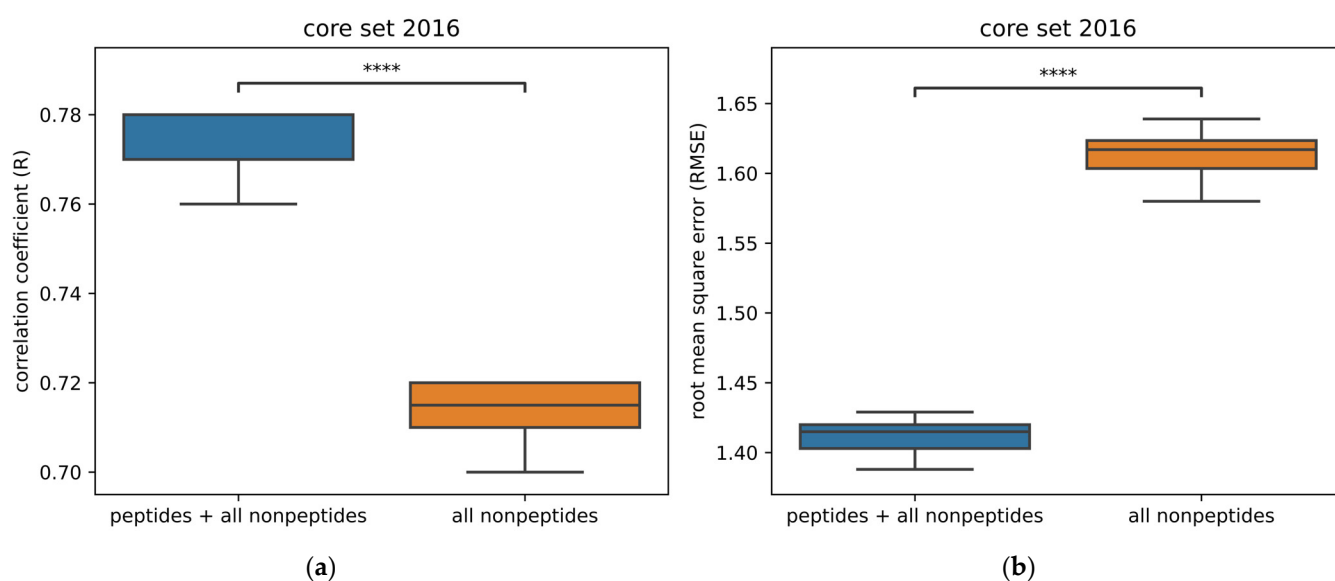 core set 2016
****
0.78
0.76
0.74
0.72
0.70
correlation coefficient (R)
peptides + all nonpeptides
all nonpeptides
(a)
core set 2016
****
1.65
1.60
1.55
1.50
1.45
1.40
root mean square error (RMSE)
peptides + all nonpeptides
all nonpeptides
(b)